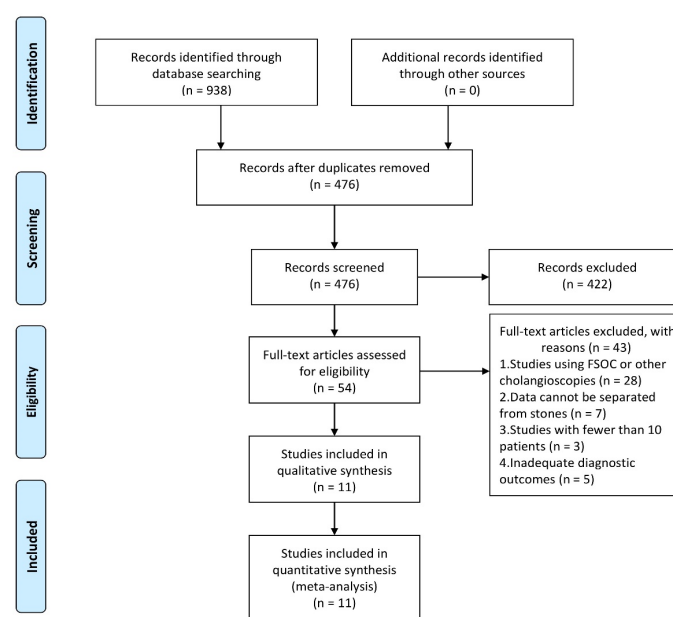 Identification
Records identified through
database searching
(n = 938)
Additional records identified
through other sources
(n = 0)
Records after duplicates removed
(n = 476)
Screening
Records screened
(n = 476)
Records excluded
(n = 422)
Eligibility
Full-text articles assessed
for eligibility
(n = 54)
Full-text articles excluded, with
reasons (n = 43)
1.Studies using FSOC or other
cholangioscopies (n = 28)
2.Data cannot be separated
from stones (n = 7)
3.Studies with fewer than 10
patients (n = 3)
4.Inadequate diagnostic
outcomes (n = 5)
Studies included in
qualitative synthesis
(n = 11)
Included
Studies included in
quantitative synthesis
(meta-analysis)
(n = 11)